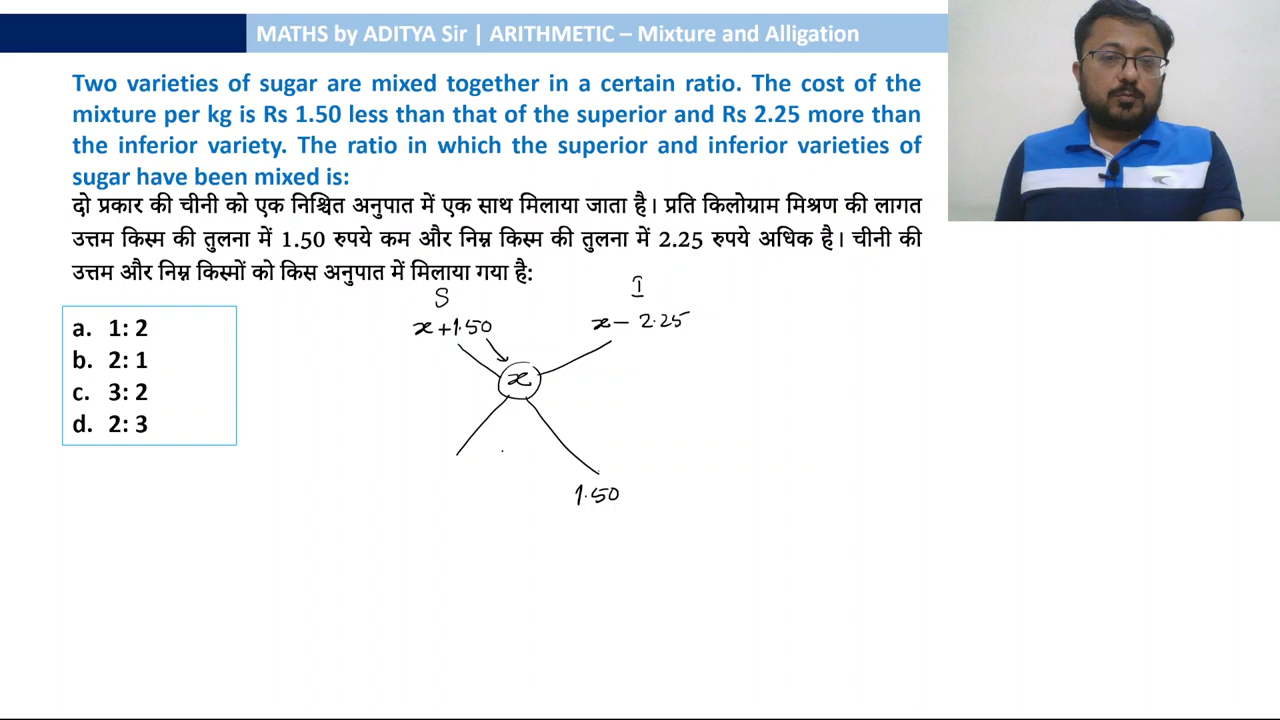 MATHS by ADITYA Sir | ARITHMETIC – Mixture and Alligation
Two varieties of sugar are mixed together in a certain ratio. The cost of the
mixture per kg is Rs 1.50 less than that of the superior and Rs 2.25 more than
the inferior variety. The ratio in which the superior and inferior varieties of
sugar have been mixed is:
दो प्रकार की चीनी को एक निश्चित अनुपात में एक साथ मिलाया जाता है। प्रति किलोग्राम मिश्रण की लागत
उत्तम किस्म की तुलना में 1.50 रुपये कम और निम्न किस्म की तुलना में 2.25 रुपये अधिक है। चीनी की
उत्तम और निम्न किस्मों को किस अनुपात में मिलाया गया है:
S I
x+1.50 x- 2.25
a. 1: 2
b. 2: 1
x
c. 3: 2
d. 2: 3
1.50